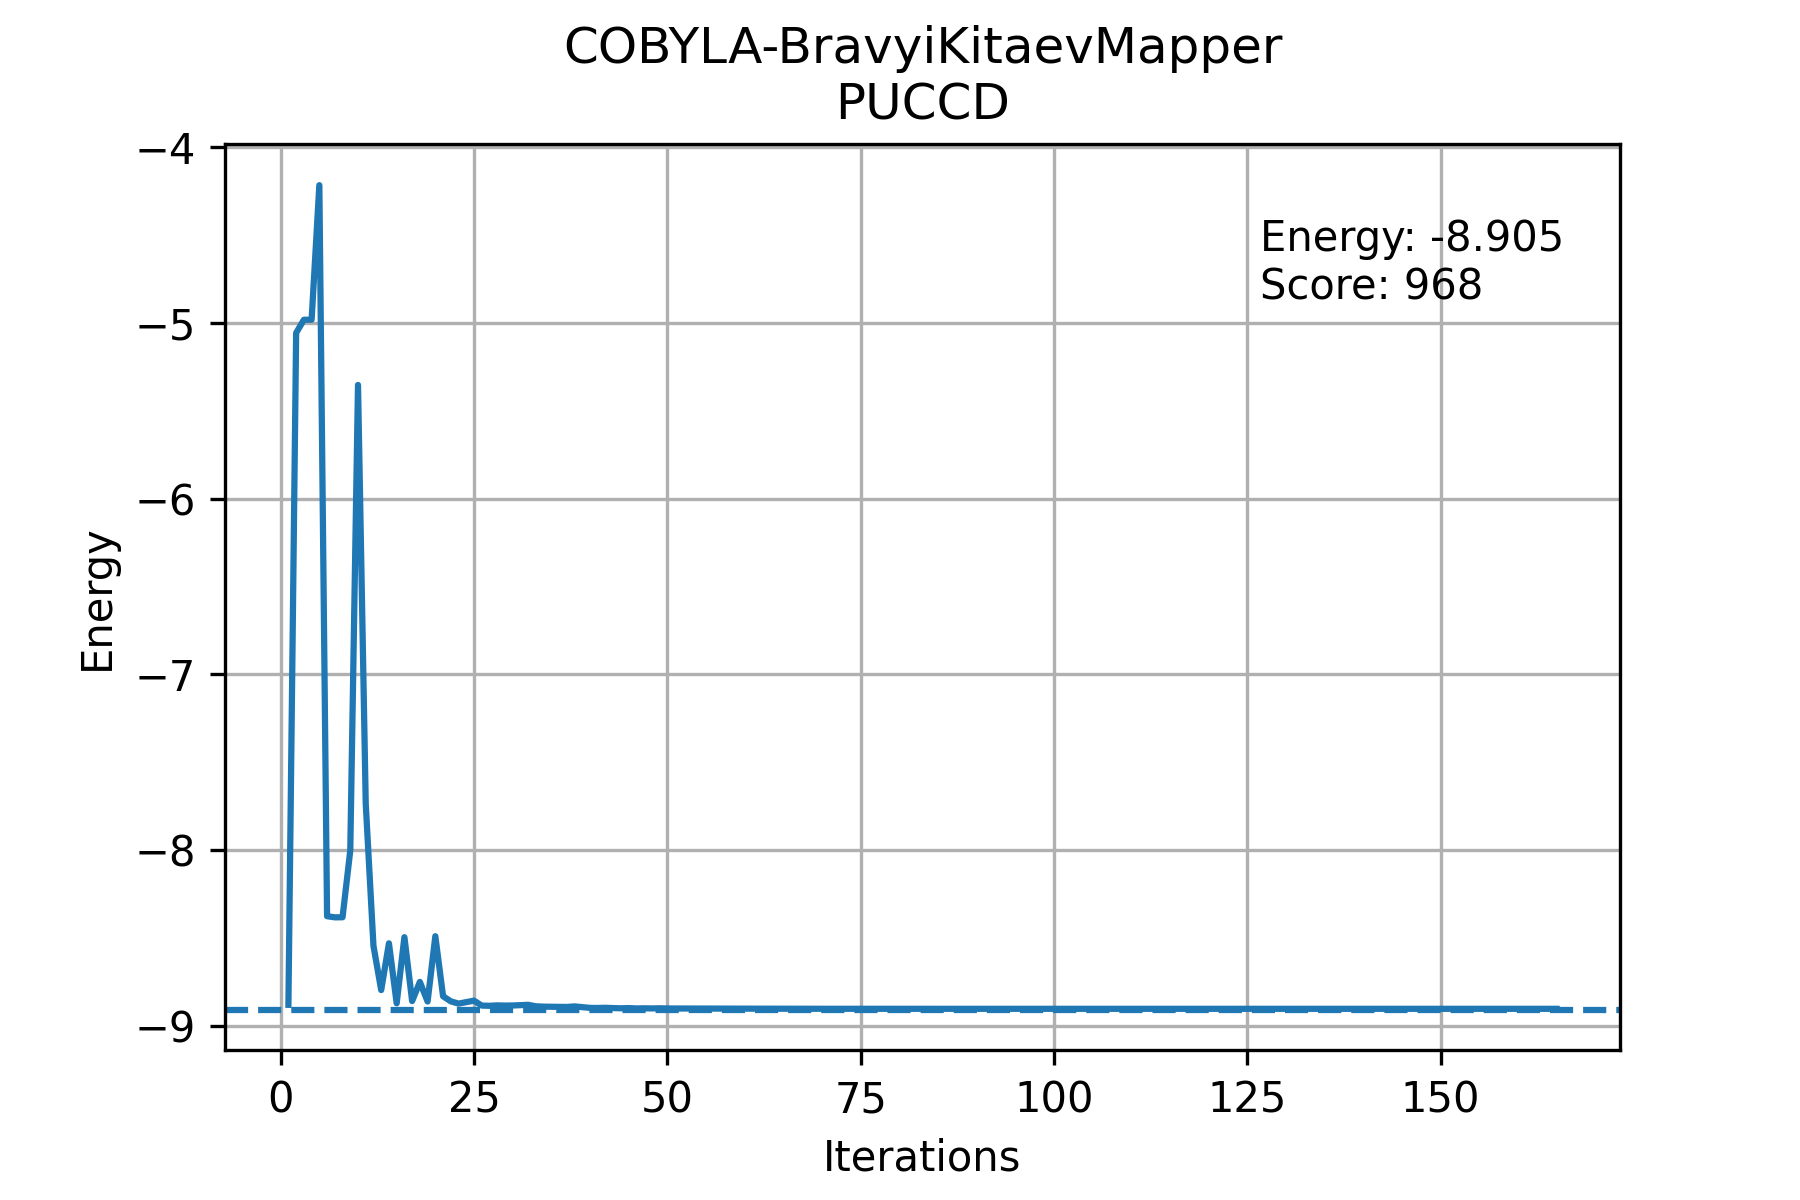 COBYLA-BravyiKitaevMapper
PUCCD
−4
Energy: -8.905
Score: 968
−5
−6
Energy
−7
−8
−9
0 25 50 75 100 125 150
Iterations